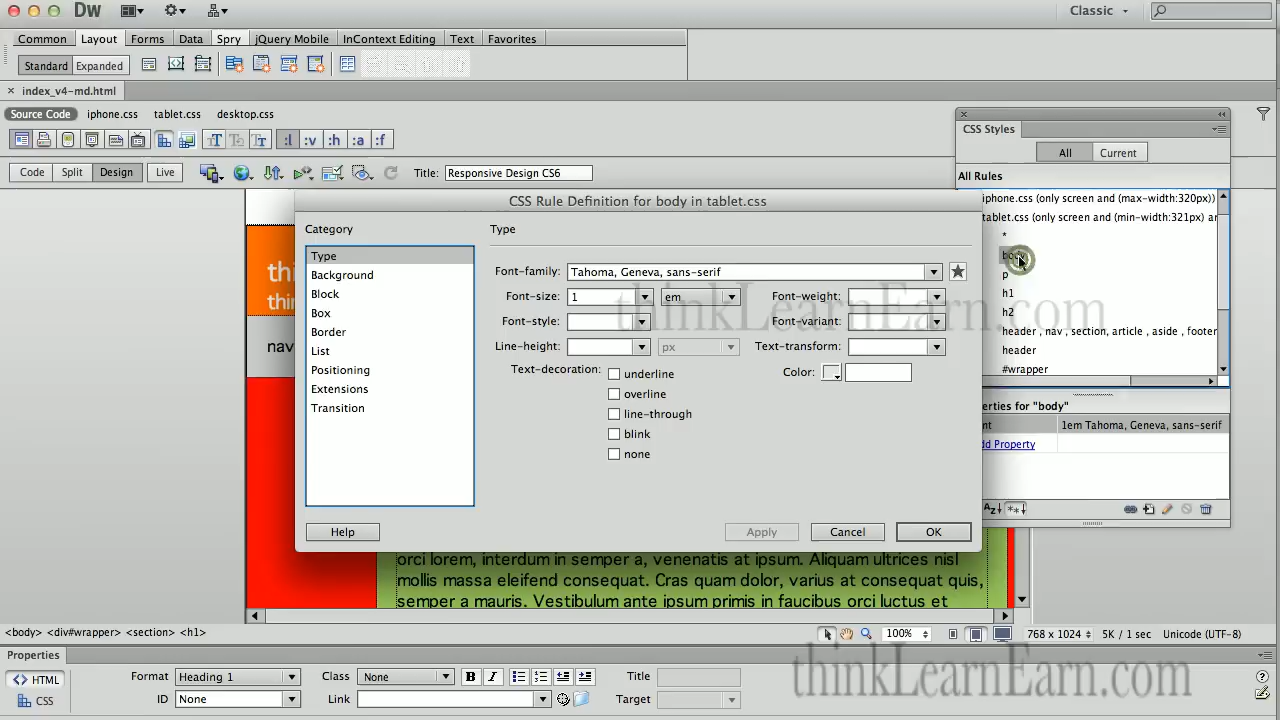 Dw
Classic
Common Layout Forms Data Spry jQuery Mobile InContext Editing Text Favorites
Standard Expanded
index_v4-md.html
Source Code iphone.css tablet.css desktop.css
:l :v :h :a :f
Code Split Design Live Title: Responsive Design CS6
CSS Styles
All Current
All Rules
iphone.css (only screen and (max-width:320px))
tablet.css (only screen and (min-width:321px) ar
*
body
p
h1
h2
header , nav , section, article , aside , footer
header
#wrapper
erties for "body"
nt 1em Tahoma, Geneva, sans-serif
dd Property
CSS Rule Definition for body in tablet.css
Category
Type
Background
Block
Box
Border
List
Positioning
Extensions
Transition
Type
Font-family: Tahoma, Geneva, sans-serif
Font-size: 1 em Font-weight:
Font-style: Font-variant:
Line-height: px Text-transform:
Text-decoration: underline Color:
overline
line-through
blink
none
Help Apply Cancel OK
thinkLearnEarn.com
thi
thin
nav
orci lorem, interdum in semper a, venenatis at ipsum. Aliquam ultrices nisl
mollis massa eleifend consequat. Cras quam dolor, varius at consequat quis,
semper a mauris. Vestibulum ante ipsum primis in faucibus orci luctus et
<body> <div#wrapper> <section> <h1> 100% 768 x 1024 5K / 1 sec Unicode (UTF-8)
Properties
HTML Format Heading 1 Class None B I Title
CSS ID None Link Target
thinkLearnEarn.com